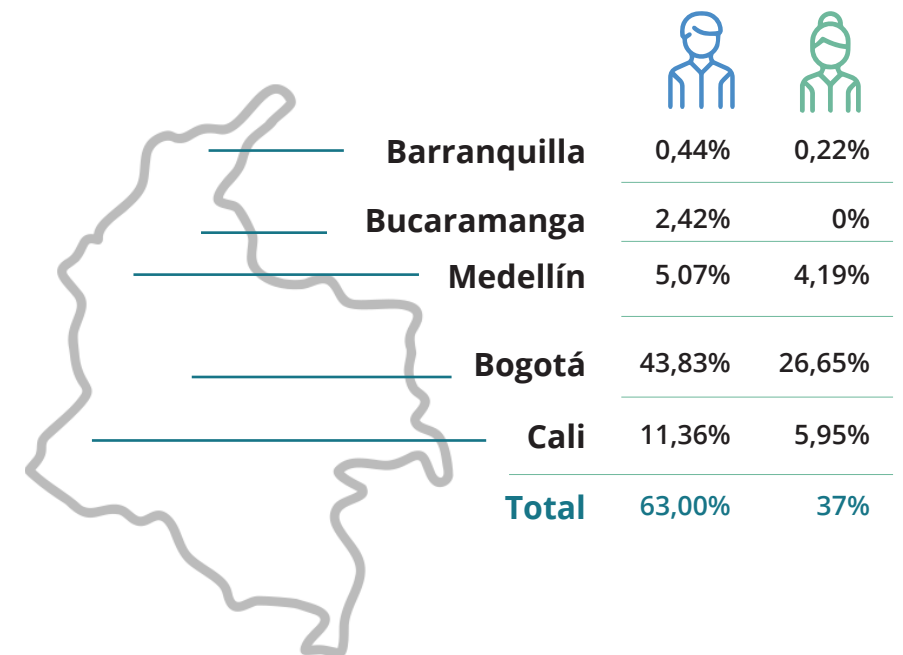 Barranquilla 0,44% 0,22%
Bucaramanga 2,42% 0%
Medellín 5,07% 4,19%
Bogotá 43,83% 26,65%
Cali 11,36% 5,95%
Total 63,00% 37%